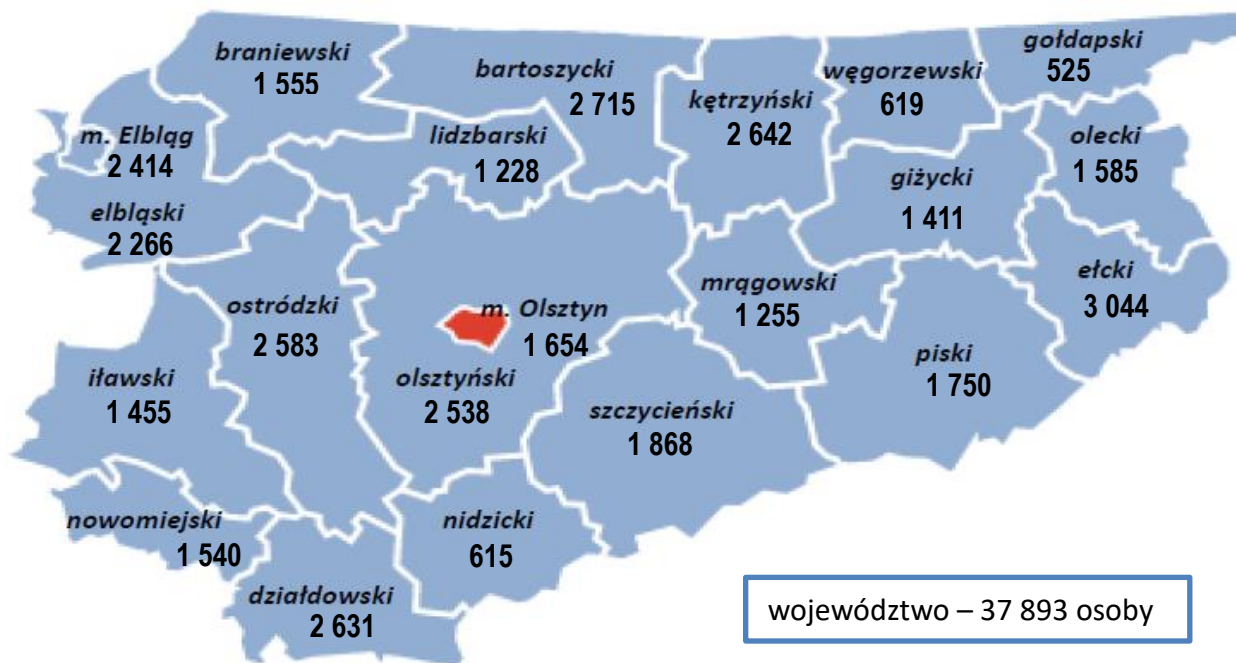 braniewski
1 555
bartoszycki
2 715
kętrzyński
2 642
węgorzewski
619
gołdapski
525
m. Elbląg
2 414
lidzbarski
1 228
olecki
1 585
giżycki
1 411
elbląski
2 266
ełcki
3 044
mrągowski
1 255
ostródzki
2 583
m. Olsztyn
1 654
piski
1 750
iławski
1 455
olsztyński
2 538
szczycieński
1 868
nowomiejski
1 540
nidzicki
615
działdowski
2 631
województwo – 37 893 osoby